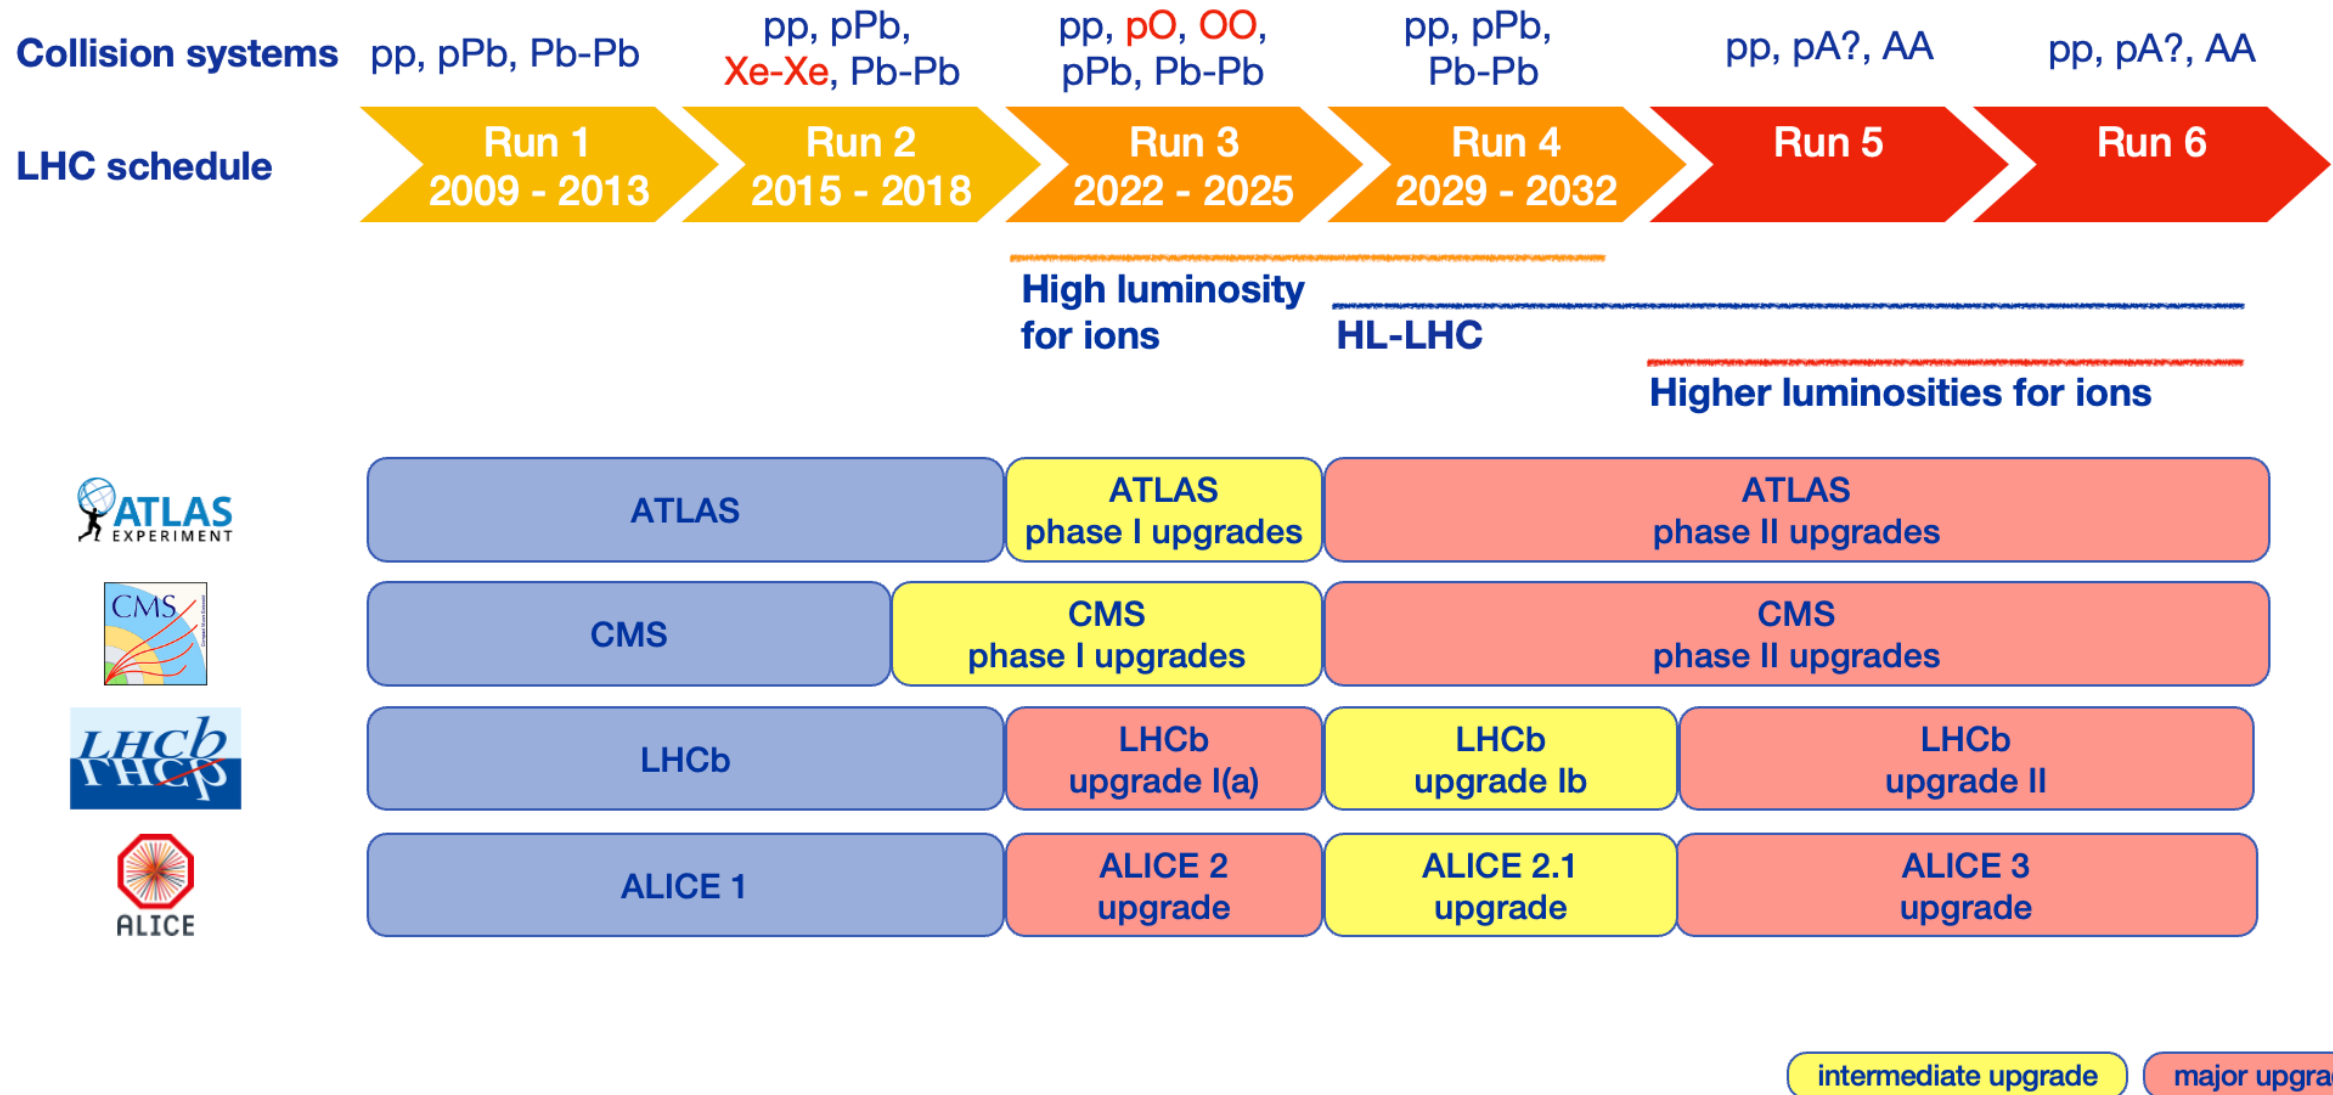 Collision systems
pp, pPb, Pb-Pb
pp, pPb,
Xe-Xe, Pb-Pb
pp, pO, OO,
pPb, Pb-Pb
pp, pPb,
Pb-Pb
pp, pA?, AA
pp, pA?, AA
LHC schedule
Run 1
2009 - 2013
Run 2
2015 - 2018
Run 3
2022 - 2025
Run 4
2029 - 2032
Run 5
Run 6
High luminosity
for ions
HL-LHC
Higher luminosities for ions
ATLAS
EXPERIMENT
ATLAS
ATLAS
phase I upgrades
ATLAS
phase II upgrades
CMS
CMS
CMS
phase I upgrades
CMS
phase II upgrades
LHCb
LHCb
LHCb
LHCb
upgrade I(a)
LHCb
upgrade Ib
LHCb
upgrade II
ALICE
ALICE 1
ALICE 2
upgrade
ALICE 2.1
upgrade
ALICE 3
upgrade
intermediate upgrade
major upgra